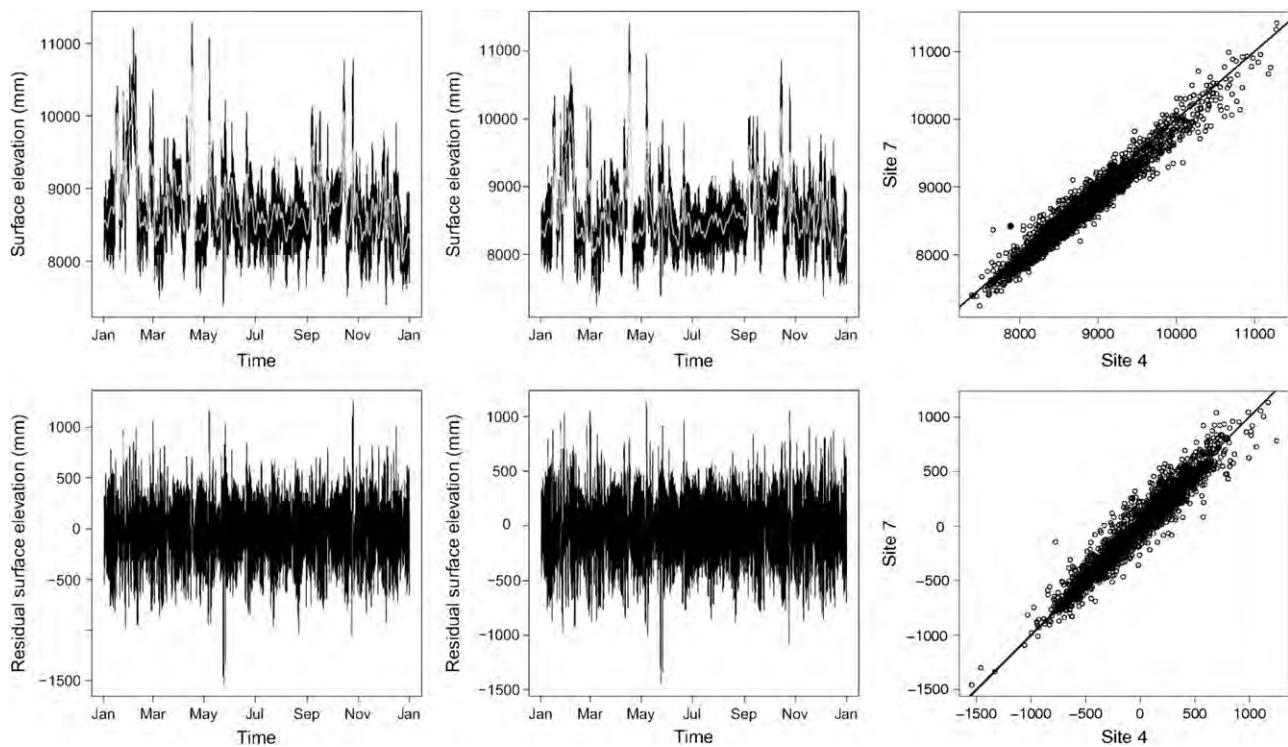 Surface elevation (mm)
11000
10000
9000
8000
Jan Mar May Jul Sep Nov Jan
Time
Surface elevation (mm)
11000
10000
9000
8000
Jan Mar May Jul Sep Nov Jan
Time
Site 7
11000
9000
8000
8000 9000 10000 11000
Site 4
Residual surface elevation (mm)
1000
500
0
−500
−1500
Jan Mar May Jul Sep Nov Jan
Time
Residual surface elevation (mm)
1000
500
0
−500
−1000
−1500
Jan Mar May Jul Sep Nov Jan
Time
Site 7
1000
500
0
−500
−1000
−1500
−1500 −500 0 500 1000
Site 4